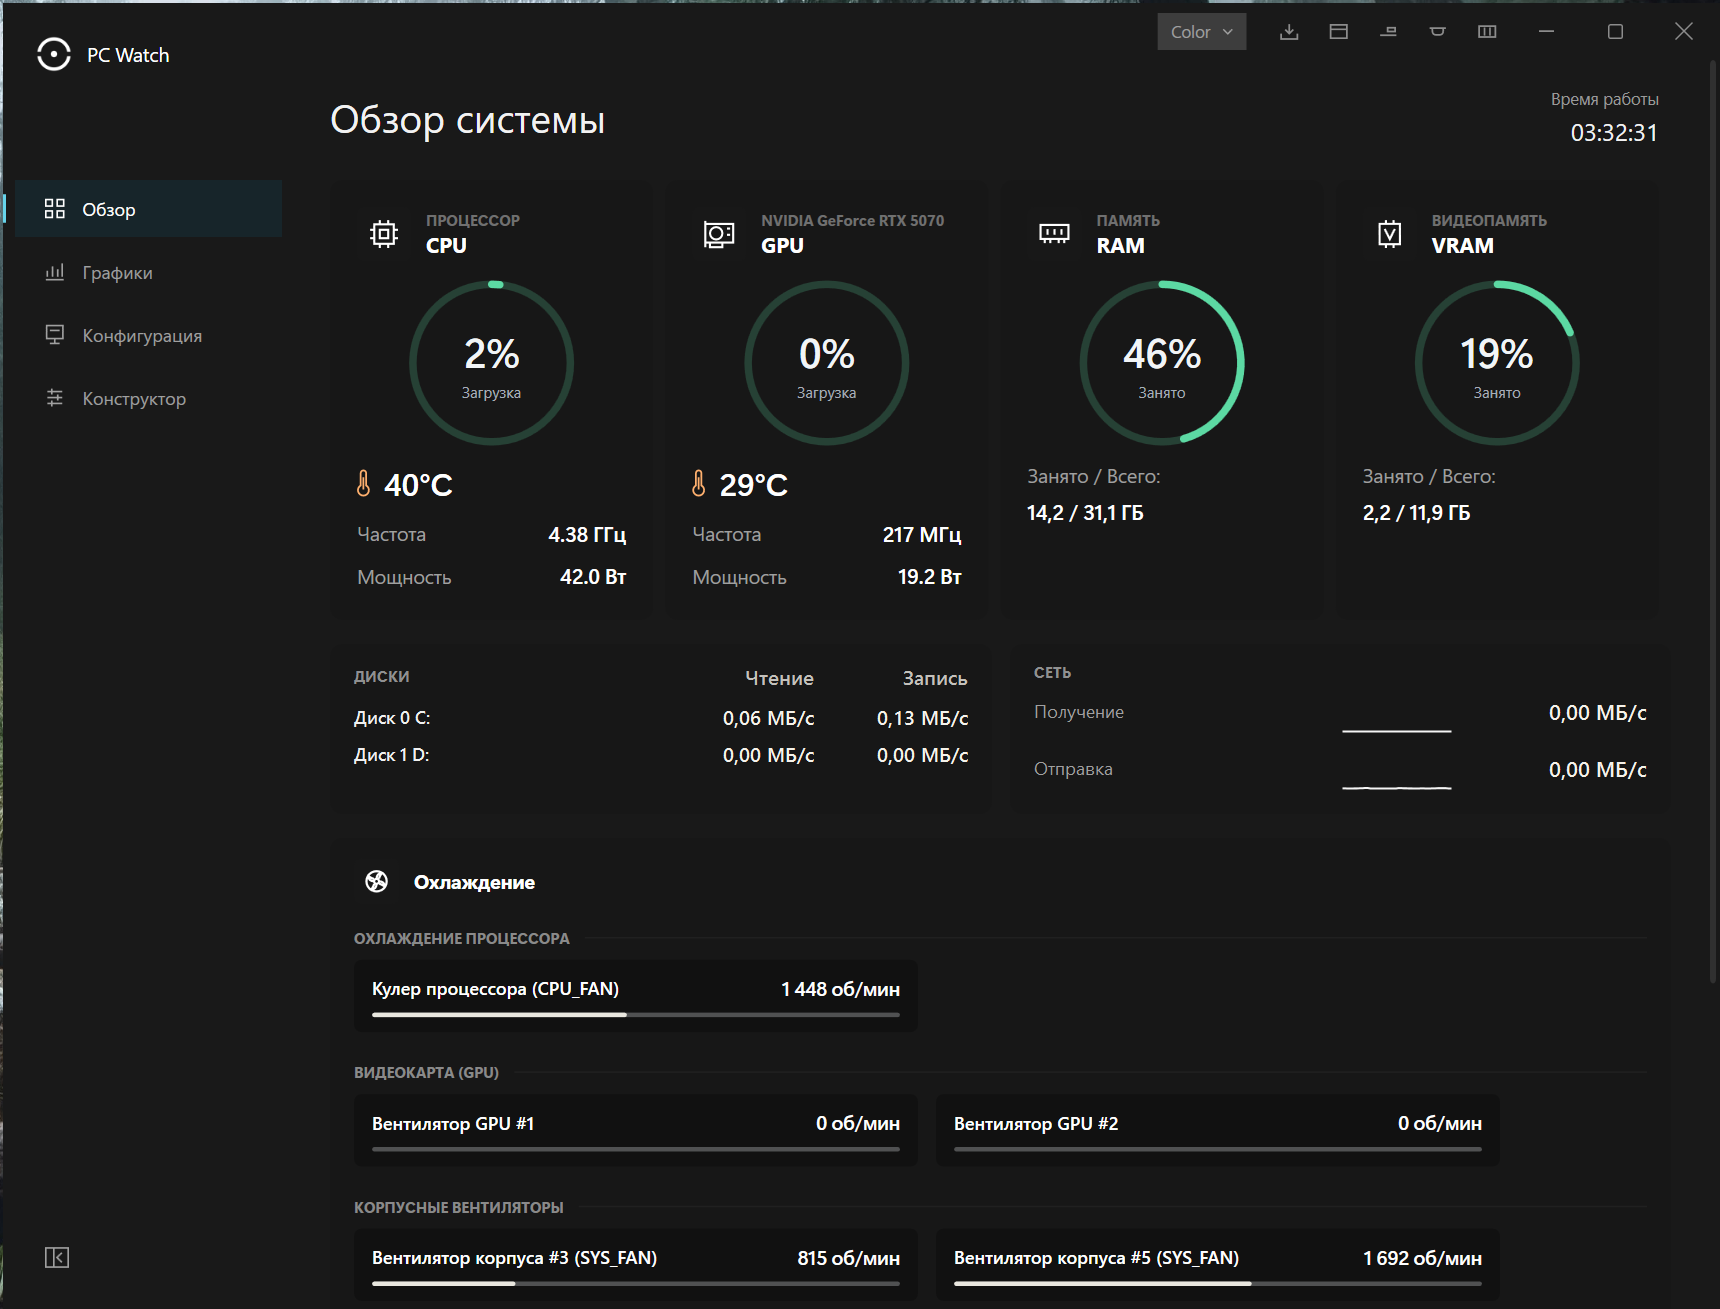 Color
PC Watch
Обзор системы
Время работы
03:32:31
Обзор
Графики
Конфигурация
Конструктор
ПРОЦЕССОР
CPU
2%
Загрузка
40°C
Частота 4.38 ГГц
Мощность 42.0 Вт
NVIDIA GeForce RTX 5070
GPU
0%
Загрузка
29°C
Частота 217 МГц
Мощность 19.2 Вт
ПАМЯТЬ
RAM
46%
Занято
Занято / Всего:
14,2 / 31,1 ГБ
ВИДЕОПАМЯТЬ
VRAM
19%
Занято
Занято / Всего:
2,2 / 11,9 ГБ
ДИСКИ Чтение Запись
Диск 0 C: 0,06 МБ/с 0,13 МБ/с
Диск 1 D: 0,00 МБ/с 0,00 МБ/с
СЕТЬ
Получение 0,00 МБ/с
Отправка 0,00 МБ/с
Охлаждение
ОХЛАЖДЕНИЕ ПРОЦЕССОРА
Кулер процессора (CPU_FAN) 1 448 об/мин
ВИДЕОКАРТА (GPU)
Вентилятор GPU #1 0 об/мин
Вентилятор GPU #2 0 об/мин
КОРПУСНЫЕ ВЕНТИЛЯТОРЫ
Вентилятор корпуса #3 (SYS_FAN) 815 об/мин
Вентилятор корпуса #5 (SYS_FAN) 1 692 об/мин